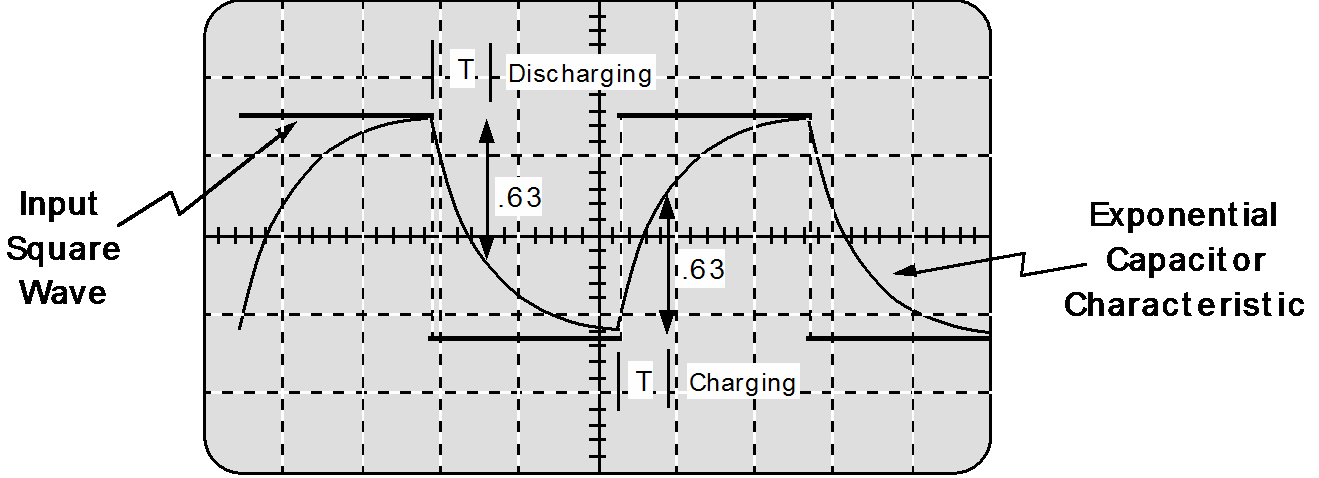 T
Discharging
.63
Input
Square
Wave
Exponential
Capacitor
Characteristic
.63
T
Charging